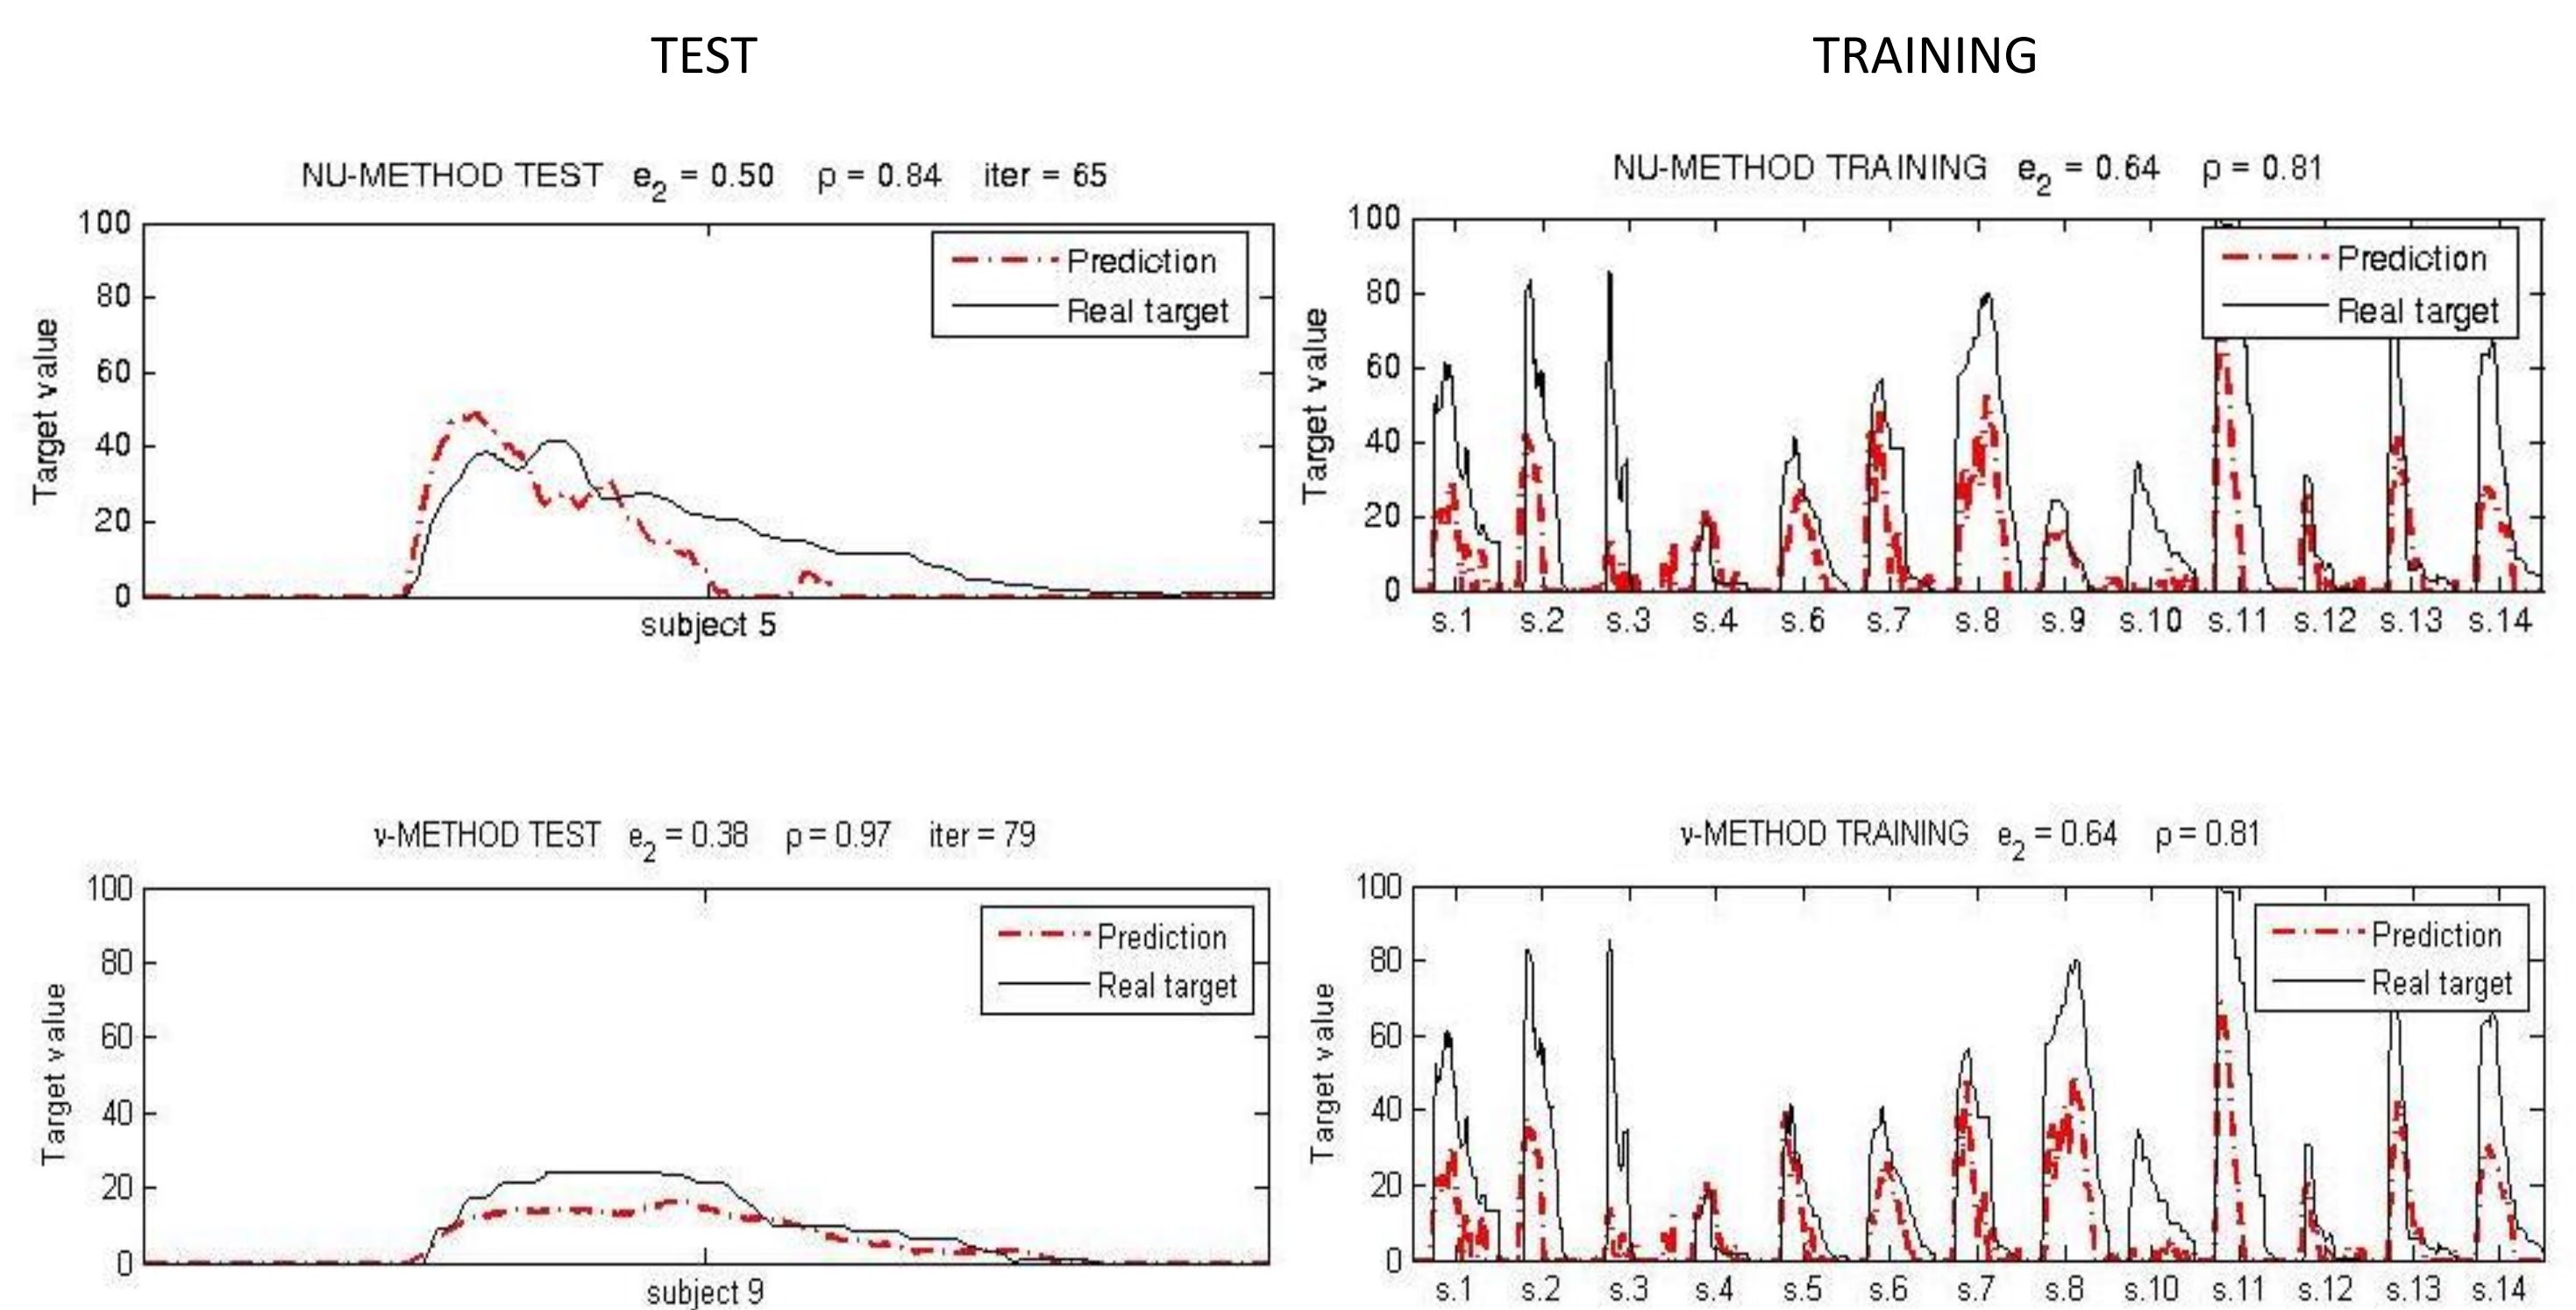 TEST
TRAINING
NU-METHOD TEST e2 = 0.50 ρ = 0.84 iter = 65
100
80
60
40
20
0
Target value
Prediction
Real target
subject 5
NU-METHOD TRAINING e2 = 0.64 ρ = 0.81
100
80
60
40
20
0
Target value
Prediction
Real target
s.1 s.2 s.3 s.4 s.6 s.7 s.8 s.9 s.10 s.11 s.12 s.13 s.14
ν-METHOD TEST e2 = 0.38 ρ = 0.97 iter = 79
100
80
60
40
20
0
Target value
Prediction
Real target
subject 9
ν-METHOD TRAINING e2 = 0.64 ρ = 0.81
100
80
60
40
20
0
Target value
Prediction
Real target
s.1 s.2 s.3 s.4 s.5 s.6 s.7 s.8 s.10 s.11 s.12 s.13 s.14